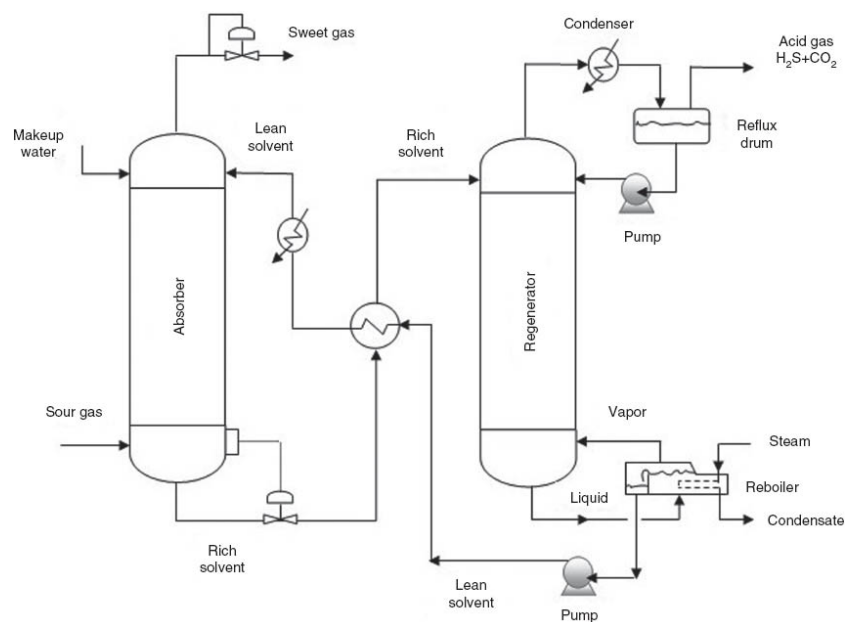 Sweet gas
Condenser
Acid gas
H₂S+CO₂
Makeup
water
Lean
solvent
Rich
solvent
Reflux
drum
Pump
Absorber
Regenerator
Sour gas
Vapor
Steam
Reboiler
Liquid
Condensate
Rich
solvent
Lean
solvent
Pump